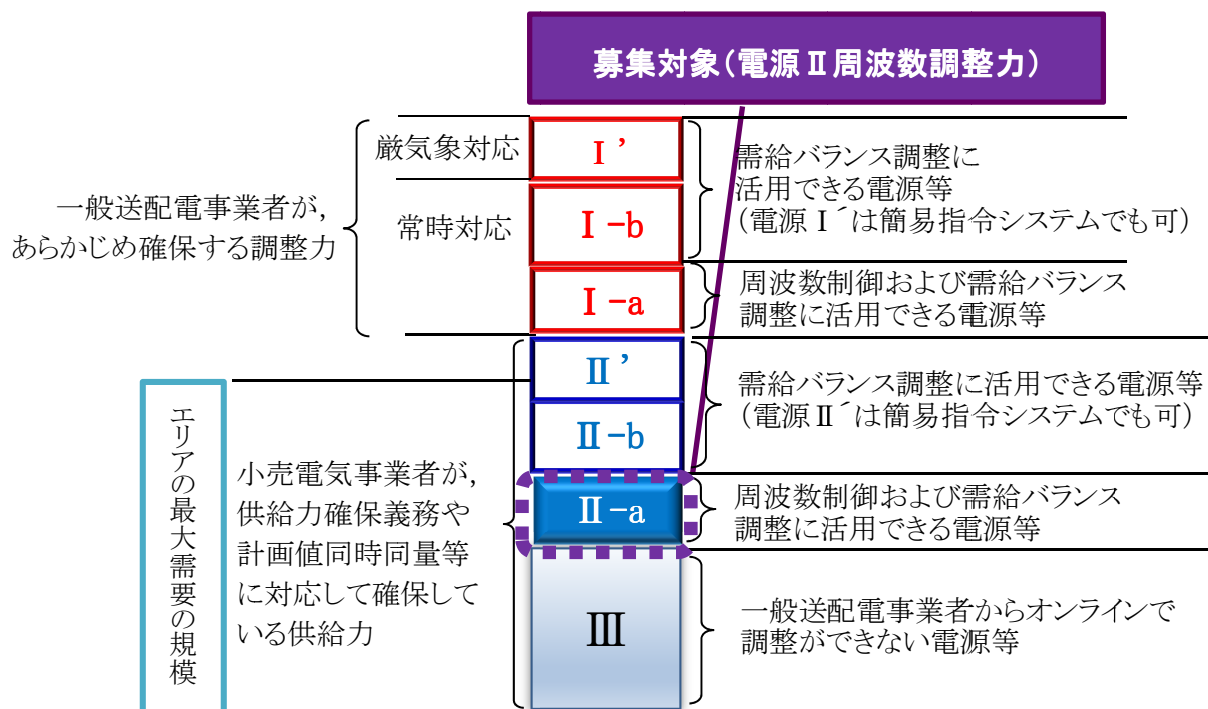 募集対象(電源Ⅱ周波数調整力)
厳気象対応
Ⅰ’
需給バランス調整に
活用できる電源等
(電源Ⅰ´は簡易指令システムでも可)
一般送配電事業者が,
あらかじめ確保する調整力
常時対応
Ⅰ-b
Ⅰ-a
周波数制御および需給バランス
調整に活用できる電源等
Ⅱ’
需給バランス調整に活用できる電源等
(電源Ⅱ´は簡易指令システムでも可)
Ⅱ-b
エリアの最大需要の規模
小売電気事業者が,
供給力確保義務や
計画値同時同量等
に対応して確保して
いる供給力
Ⅱ-a
周波数制御および需給バランス
調整に活用できる電源等
Ⅲ
一般送配電事業者からオンラインで
調整ができない電源等